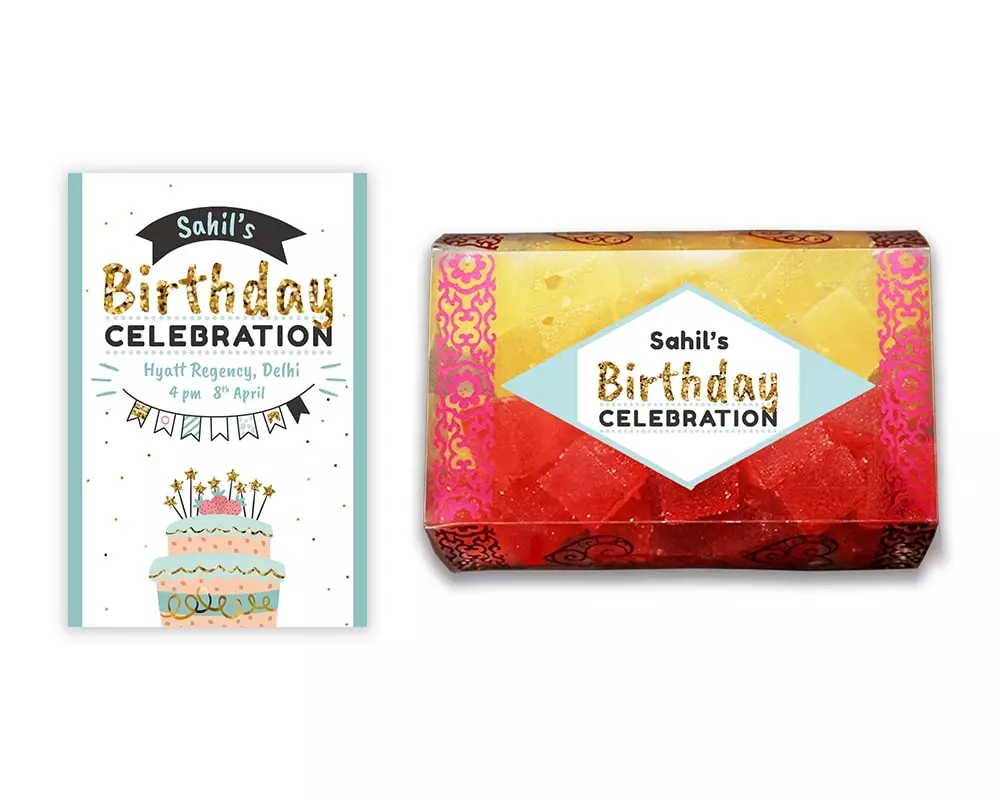 Sahil's
Birthday
CELEBRATION
Hyatt Regency, Delhi
4 pm 8th April
Sahil's
Birthday
CELEBRATION